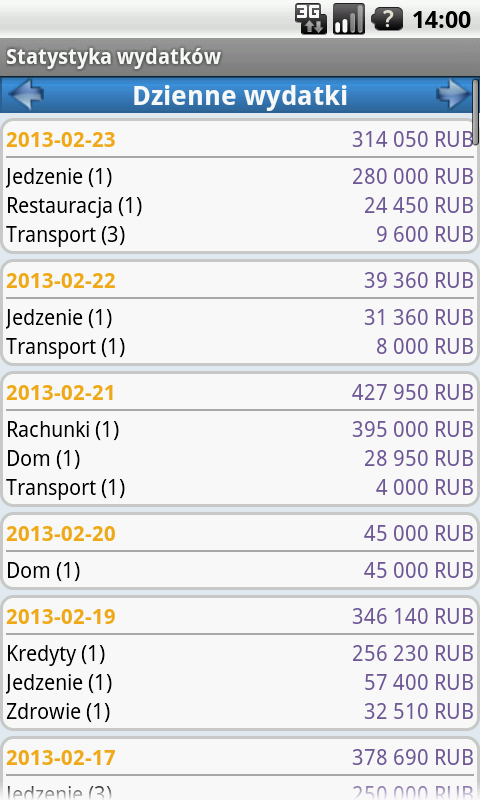 3G ? 14:00
Statystyka wydatków
Dzienne wydatki
2013-02-23 314 050 RUB
Jedzenie (1) 280 000 RUB
Restauracja (1) 24 450 RUB
Transport (3) 9 600 RUB
2013-02-22 39 360 RUB
Jedzenie (1) 31 360 RUB
Transport (1) 8 000 RUB
2013-02-21 427 950 RUB
Rachunki (1) 395 000 RUB
Dom (1) 28 950 RUB
Transport (1) 4 000 RUB
2013-02-20 45 000 RUB
Dom (1) 45 000 RUB
2013-02-19 346 140 RUB
Kredyty (1) 256 230 RUB
Jedzenie (1) 57 400 RUB
Zdrowie (1) 32 510 RUB
2013-02-17 378 690 RUB
Jedzenie (3) 250 000 RUB